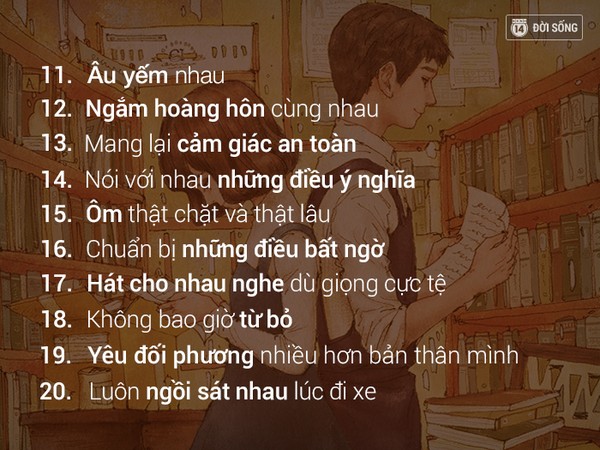 KENH 14 ĐỜI SỐNG
11. Âu yếm nhau
12. Ngắm hoàng hôn cùng nhau
13. Mang lại cảm giác an toàn
14. Nói với nhau những điều ý nghĩa
15. Ôm thật chặt và thật lâu
16. Chuẩn bị những điều bất ngờ
17. Hát cho nhau nghe dù giọng cực tệ
18. Không bao giờ từ bỏ
19. Yêu đối phương nhiều hơn bản thân mình
20. Luôn ngồi sát nhau lúc đi xe